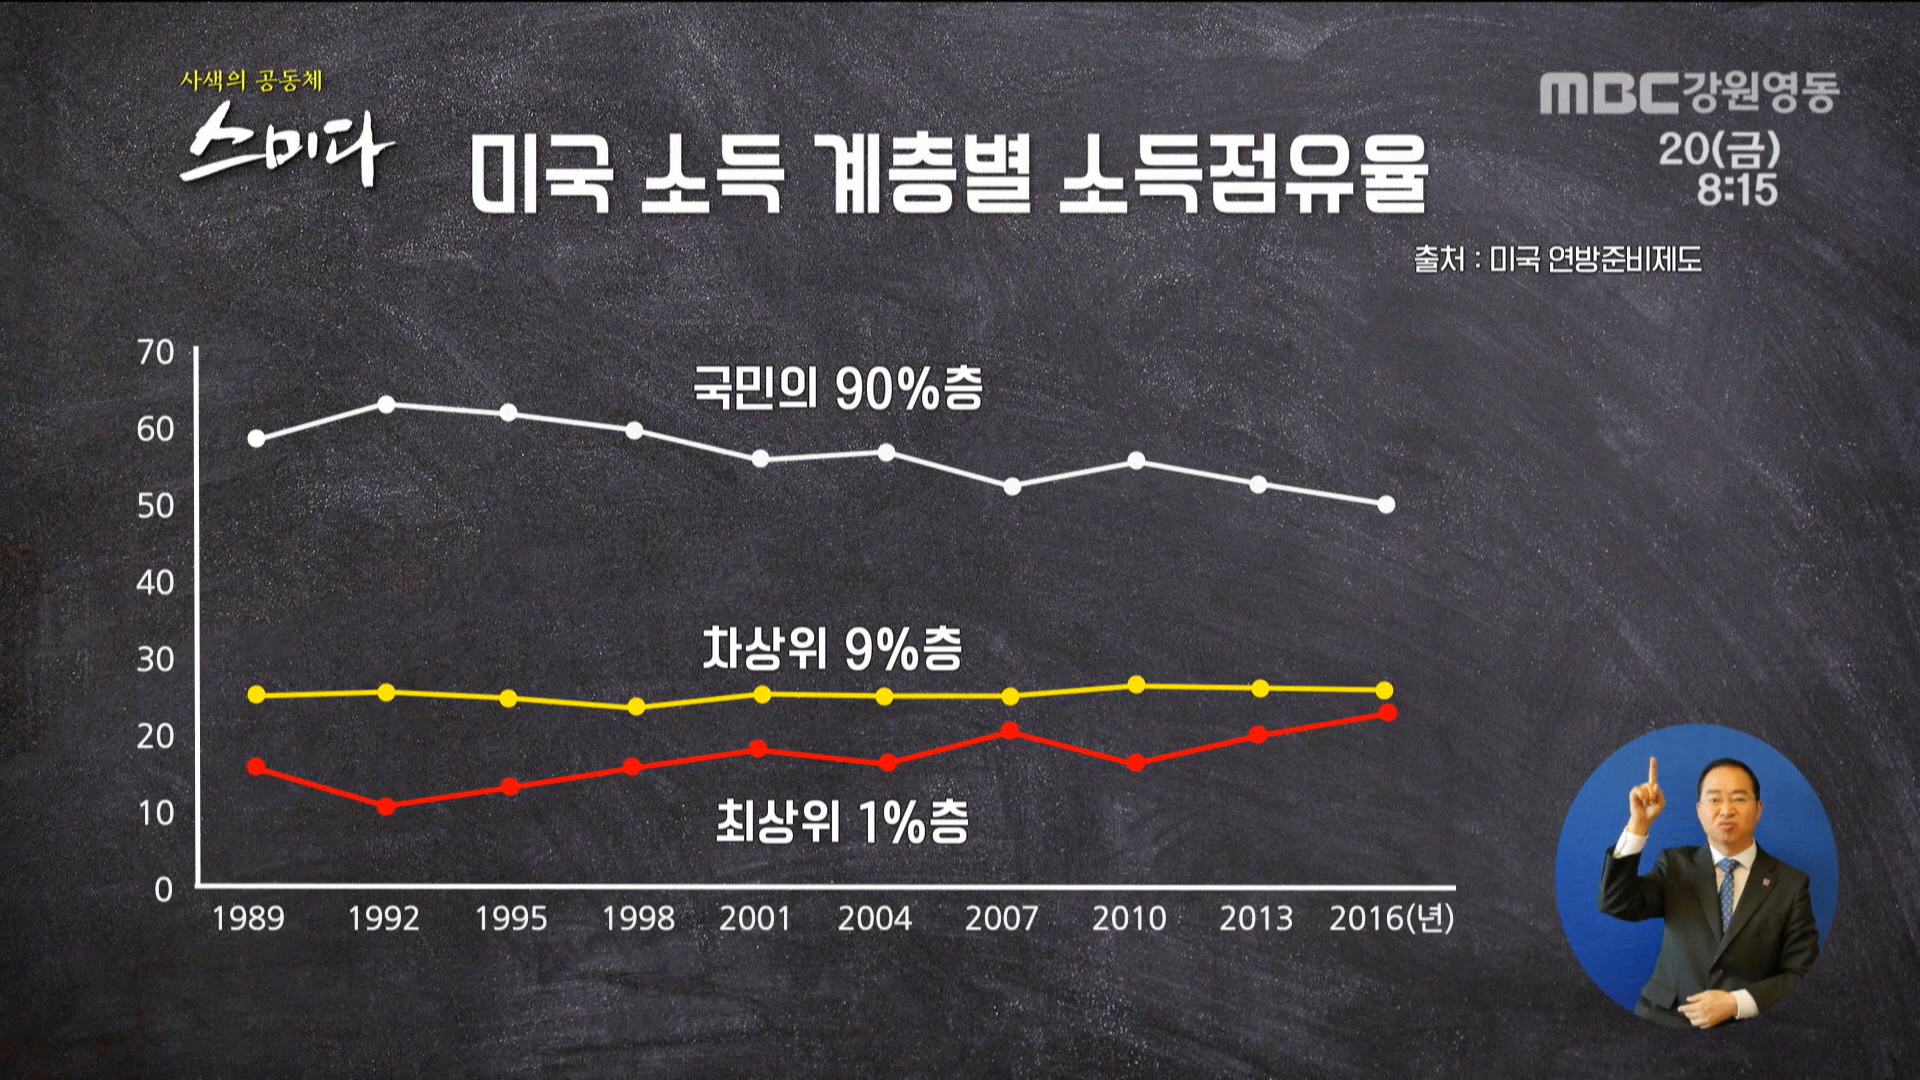 사색의 공동체
스미다
미국 소득 계층별 소득점유율
MBC강원영동
20(금)
8:15
출처 : 미국 연방준비제도
70
60
50
40
30
20
10
0
국민의 90%층
차상위 9%층
최상위 1%층
1989 1992 1995 1998 2001 2004 2007 2010 2013 2016(년)